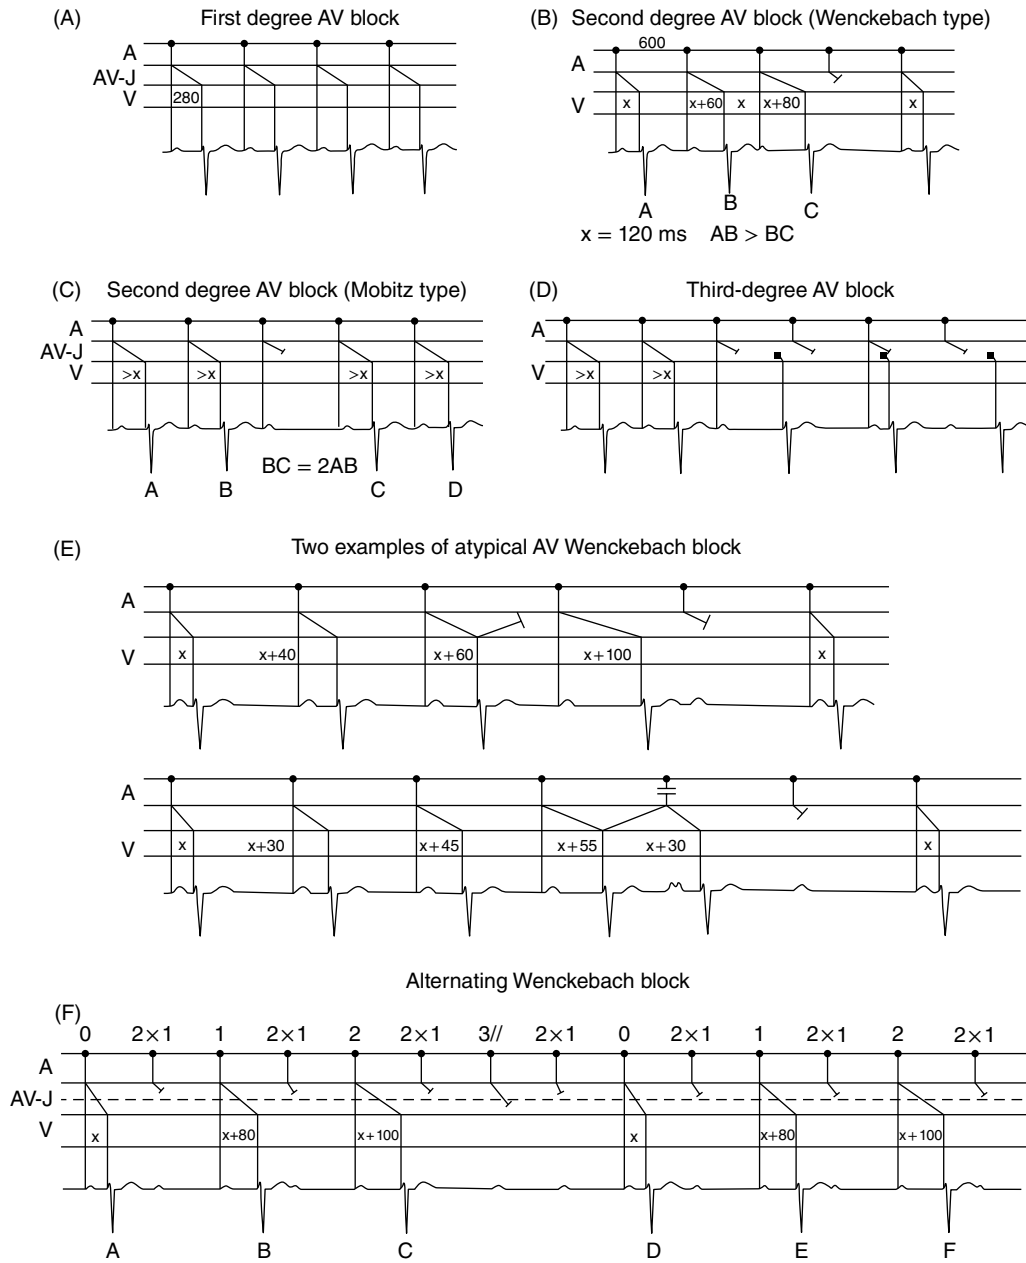 (A) First degree AV block
A
AV-J
V 280
(B) Second degree AV block (Wenckebach type)
600
A
V x x+60 x x+80 x
A B C
x = 120 ms AB > BC
(C) Second degree AV block (Mobitz type)
A
AV-J
V >x >x >x >x
BC = 2AB
A B C D
(D) Third-degree AV block
A
V >x >x
(E) Two examples of atypical AV Wenckebach block
A
V x x+40 x+60 x+100 x
A
V x x+30 x+45 x+55 x+30 x
Alternating Wenckebach block
(F) 0 2×1 1 2×1 2 2×1 3// 2×1 0 2×1 1 2×1 2 2×1
A
AV-J
V x x+80 x+100 x x+80 x+100
A B C D E F